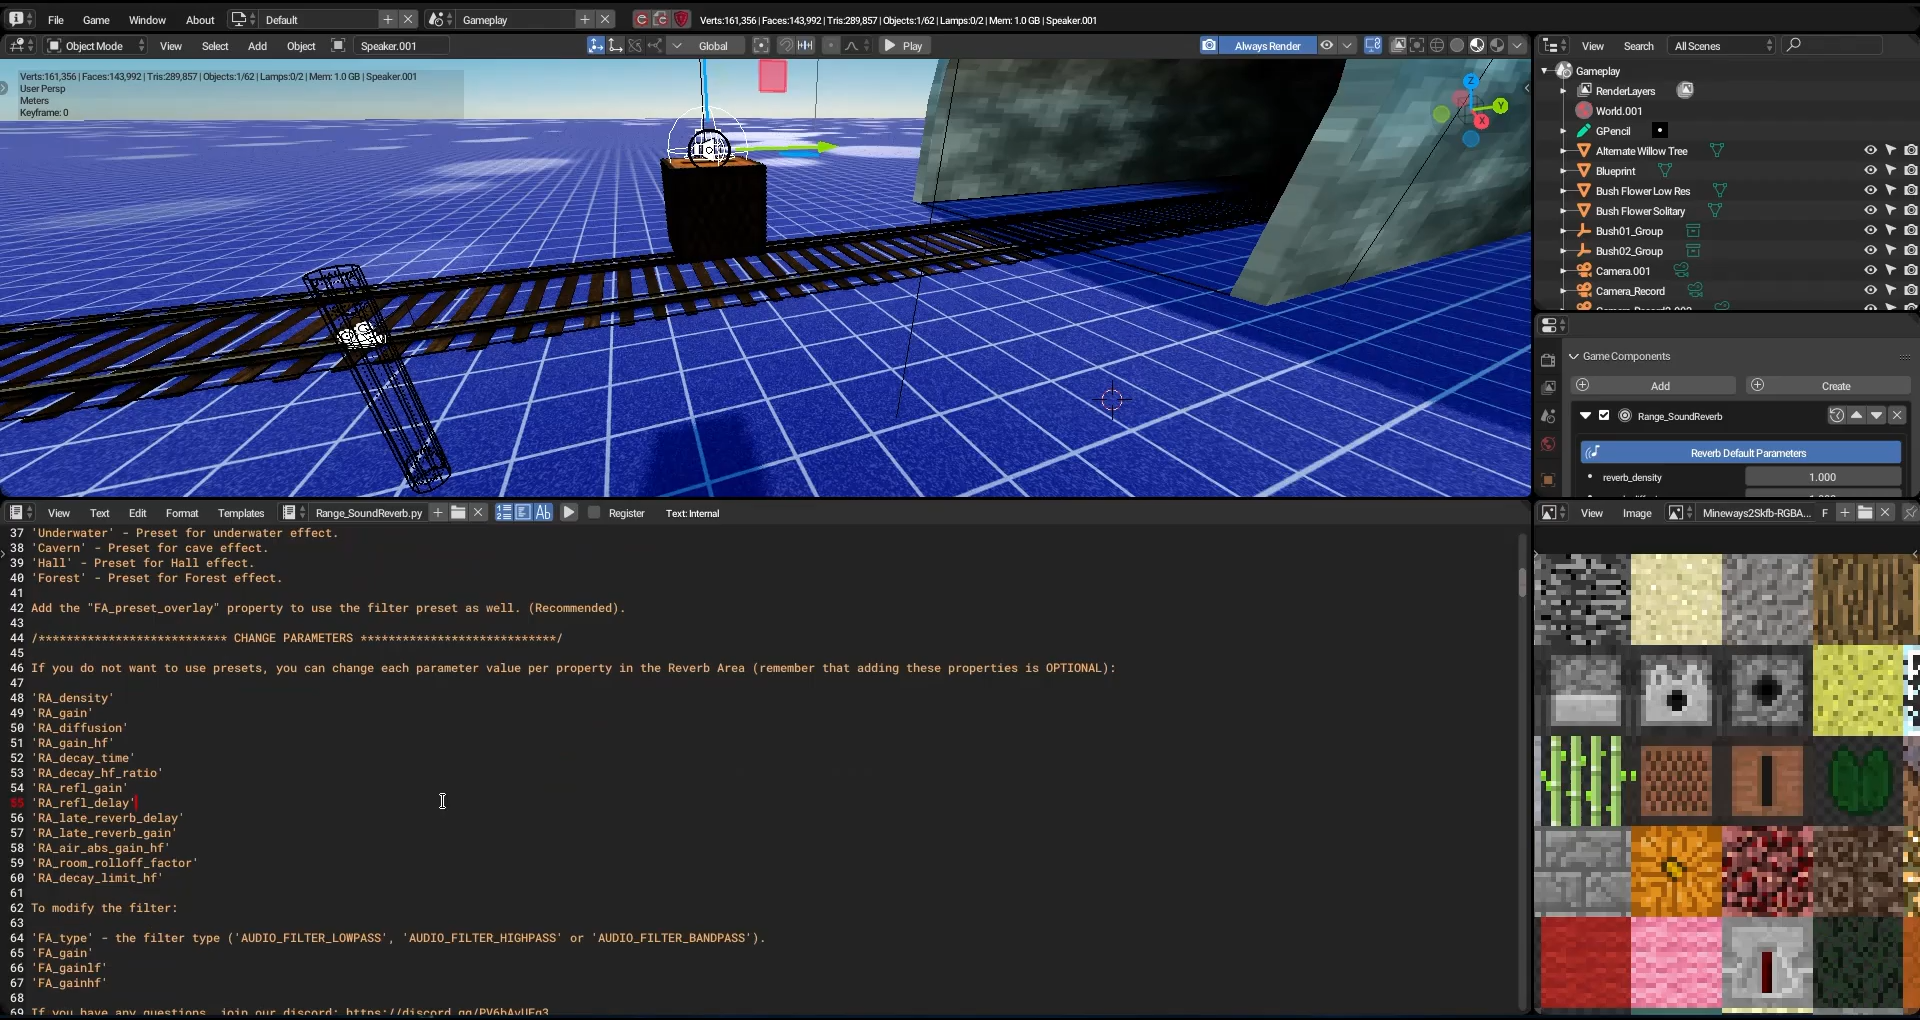 File Game Window About Default Gameplay Verts:161,356 | Faces:143,992 | Tris:289,857 | Objects:1/62 | Lamps:0/2 | Mem: 1.0 GB | Speaker.001
Object Mode View Select Add Object Speaker.001 Global Play Always Render
View Search All Scenes
Verts:161,356 | Faces:143,992 | Tris:289,857 | Objects:1/62 | Lamps:0/2 | Mem: 1.0 GB | Speaker.001
User Persp
Meters
Keyframe: 0
Z
Y
X
Gameplay
RenderLayers
World.001
GPencil
Alternate Willow Tree
Blueprint
Bush Flower Low Res
Bush Flower Solitary
Bush01_Group
Bush02_Group
Camera.001
Camera_Record
Game Components
Add Create
Range_SoundReverb
Reverb Default Parameters
reverb_density 1.000
View Text Edit Format Templates Range_SoundReverb.py Ab Register Text: Internal
View Image Mineways2Skfb-RGBA... F
37 'Underwater' - Preset for underwater effect.
38 'Cavern' - Preset for cave effect.
39 'Hall' - Preset for Hall effect.
40 'Forest' - Preset for Forest effect.
41
42 Add the "FA_preset_overlay" property to use the filter preset as well. (Recommended).
43
44 /*************************** CHANGE PARAMETERS ****************************/
45
46 If you do not want to use presets, you can change each parameter value per property in the Reverb Area (remember that adding these properties is OPTIONAL):
47
48 'RA_density'
49 'RA_gain'
50 'RA_diffusion'
51 'RA_gain_hf'
52 'RA_decay_time'
53 'RA_decay_hf_ratio'
54 'RA_refl_gain'
55 'RA_refl_delay'
56 'RA_late_reverb_delay'
57 'RA_late_reverb_gain'
58 'RA_air_abs_gain_hf'
59 'RA_room_rolloff_factor'
60 'RA_decay_limit_hf'
61
62 To modify the filter:
63
64 'FA_type' - the filter type ('AUDIO_FILTER_LOWPASS', 'AUDIO_FILTER_HIGHPASS' or 'AUDIO_FILTER_BANDPASS').
65 'FA_gain'
66 'FA_gainlf'
67 'FA_gainhf'
68
69 If you have any questions, join our discord: